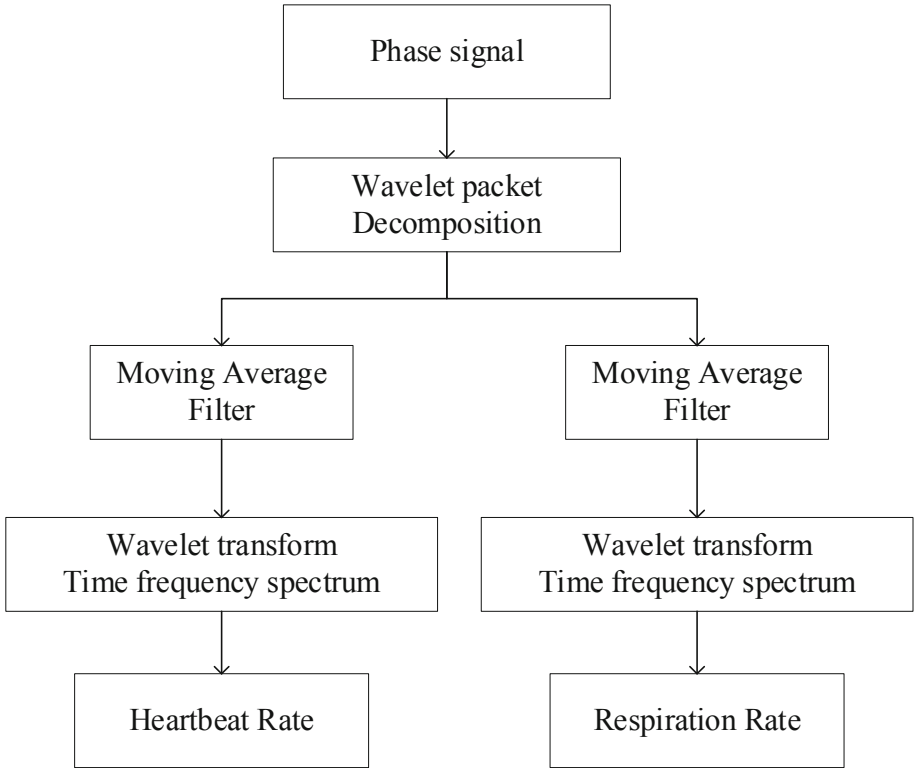 Phase signal
Wavelet packet
Decomposition
Moving Average
Filter
Moving Average
Filter
Wavelet transform
Time frequency spectrum
Wavelet transform
Time frequency spectrum
Heartbeat Rate
Respiration Rate